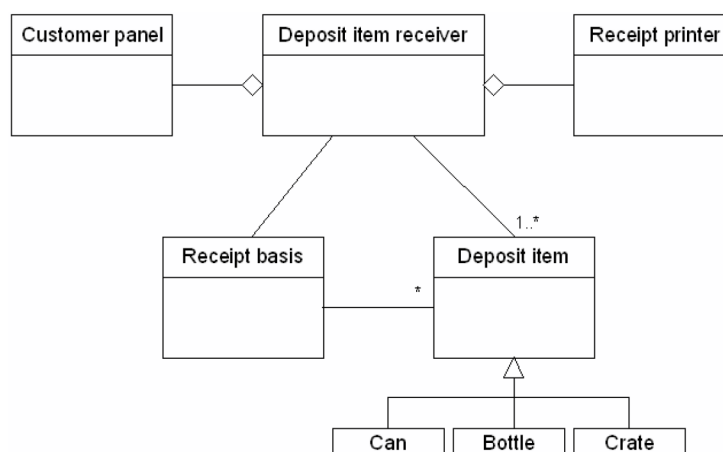 Customer panel
Deposit item receiver
Receipt printer
1..*
Receipt basis
Deposit item
*
Can
Bottle
Crate